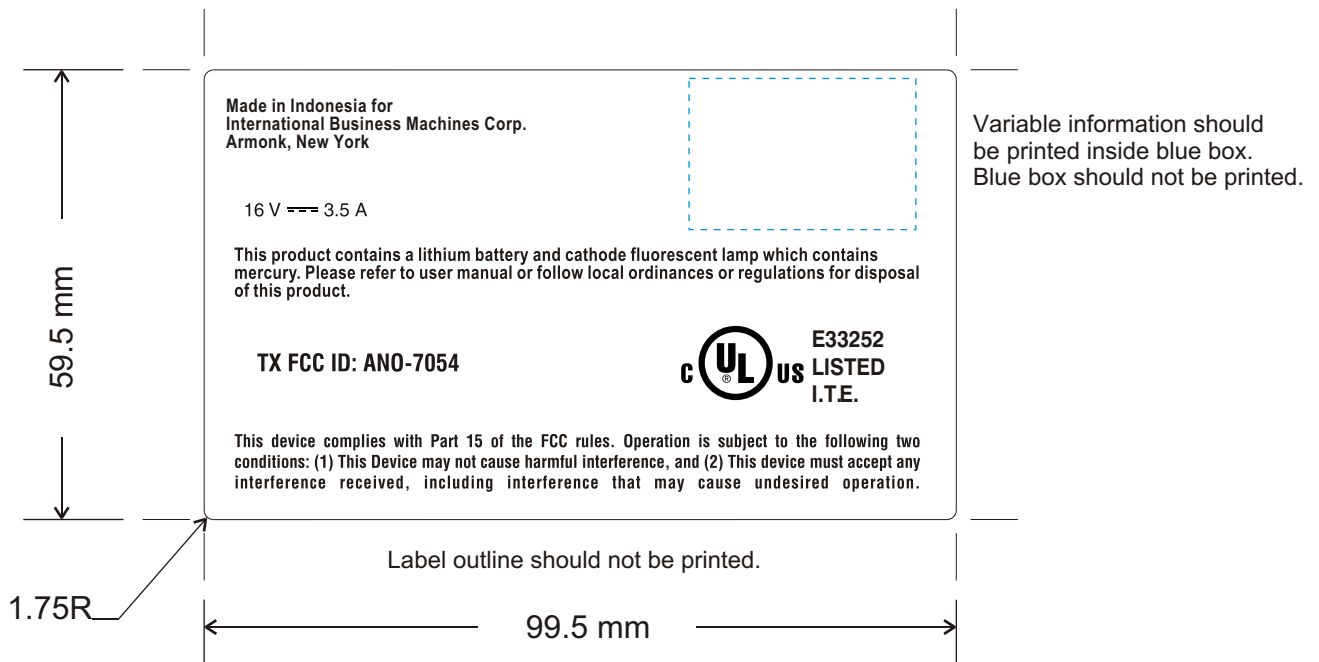 Made in Indonesia for
International Business Machines Corp.
Armonk, New York
Variable information should
be printed inside blue box.
Blue box should not be printed.
16 V ⎓ 3.5 A
This product contains a lithium battery and cathode fluorescent lamp which contains
mercury. Please refer to user manual or follow local ordinances or regulations for disposal
of this product.
59.5 mm
TX FCC ID: ANO-7054
C UL ® US
E33252
LISTED
I.T.E.
This device complies with Part 15 of the FCC rules. Operation is subject to the following two
conditions: (1) This Device may not cause harmful interference, and (2) This device must accept any
interference received, including interference that may cause undesired operation.
Label outline should not be printed.
1.75R
99.5 mm